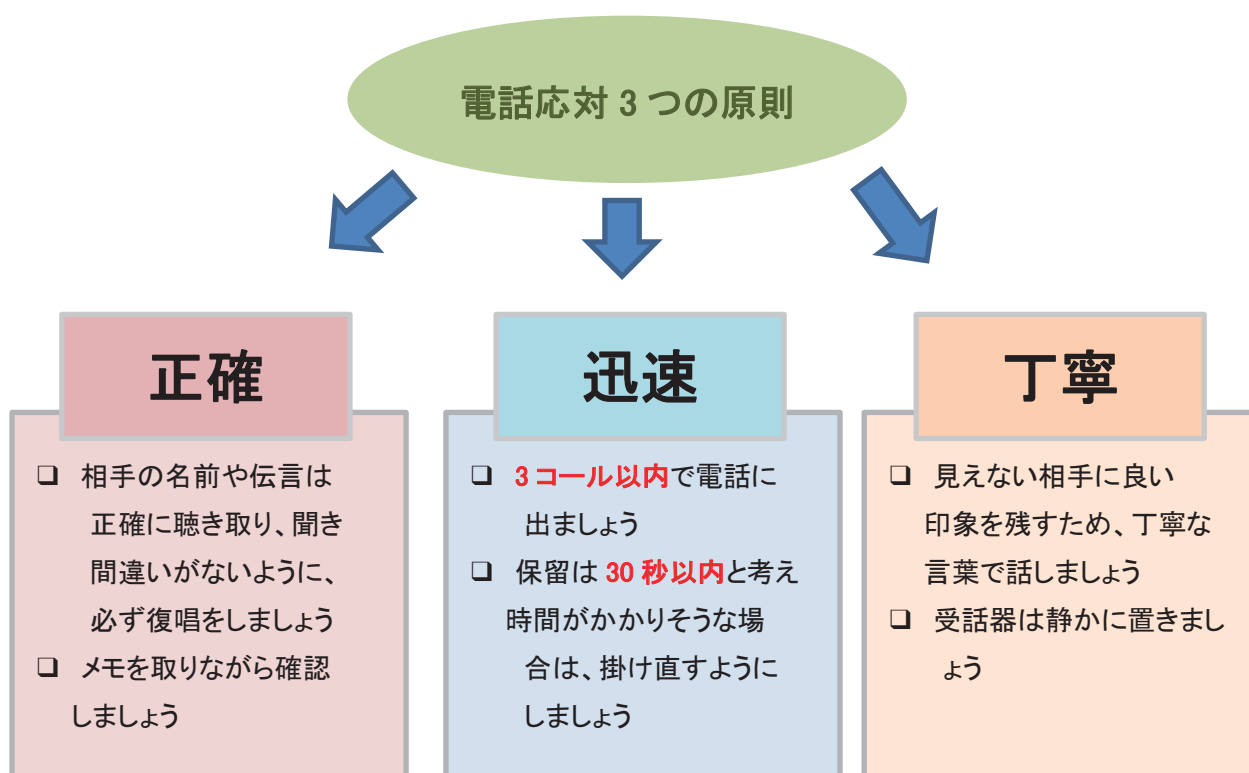 電話応対 3 つの原則
正確
❑ 相手の名前や伝言は
正確に聴き取り、聞き
間違いがないように、
必ず復唱をしましょう
❑ メモを取りながら確認
しましょう
迅速
❑ 3 コール以内で電話に
出ましょう
❑ 保留は 30 秒以内と考え
時間がかかりそうな場
合は、掛け直すように
しましょう
丁寧
❑ 見えない相手に良い
印象を残すため、丁寧な
言葉で話しましょう
❑ 受話器は静かに置きまし
ょう